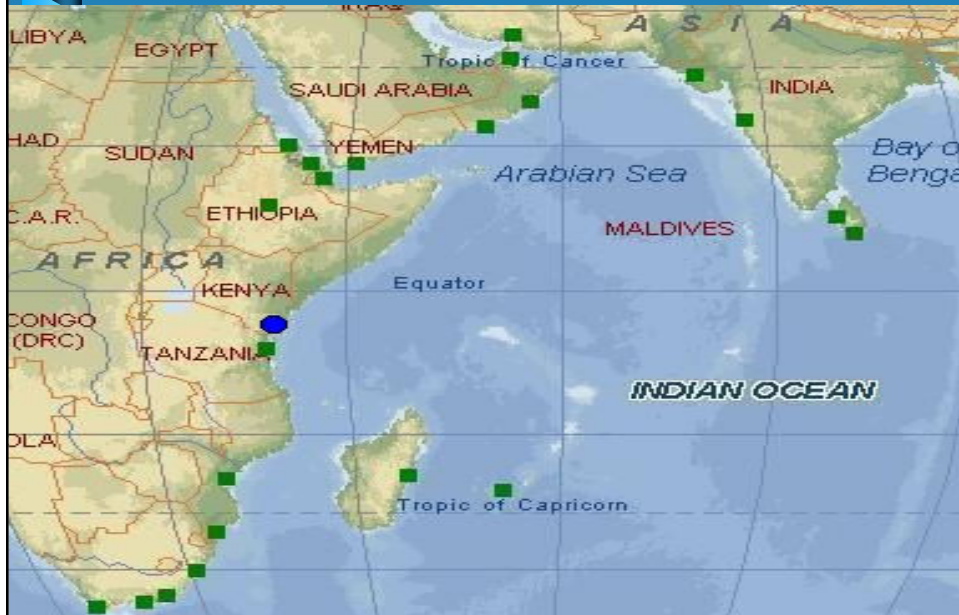 LIBYA
EGYPT
ASIA
Tropic of Cancer
SAUDI ARABIA
INDIA
HAD
SUDAN
YEMEN
Arabian Sea
Bay o
Benga
C.A.R.
ETHIOPIA
MALDIVES
AFRICA
KENYA
Equator
CONGO
(DRC)
TANZANIA
INDIAN OCEAN
OLA
Tropic of Capricorn